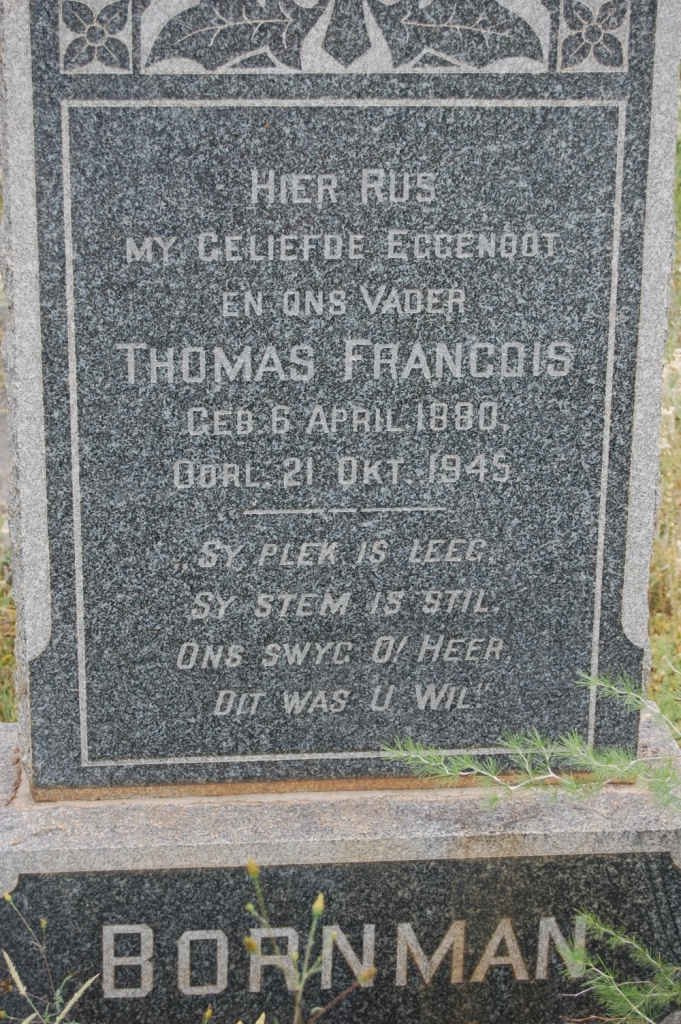 HIER RUS
MY GELIEFDE EGGENOOT
EN ONS VADER
THOMAS FRANCOIS
GEB. 6 APRIL 1880.
OORL. 21 OKT. 1945
„SY PLEK IS LEEG,
SY STEM IS STIL.
ONS SWYG O! HEER
DIT WAS U WIL."
BORNMAN